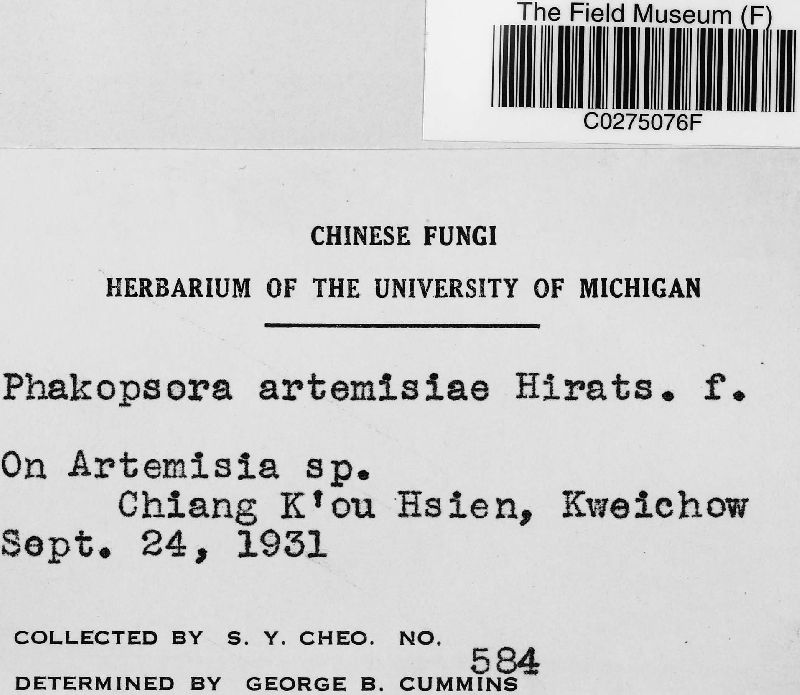 The Field Museum (F)
C0275076F
CHINESE FUNGI
HERBARIUM OF THE UNIVERSITY OF MICHIGAN
Phakopsora artemisiae Hirats. f.
On Artemisia sp.
Chiang K'ou Hsien, Kweichow
Sept. 24, 1931
COLLECTED BY S. Y. CHEO. NO. 584
DETERMINED BY GEORGE B. CUMMINS